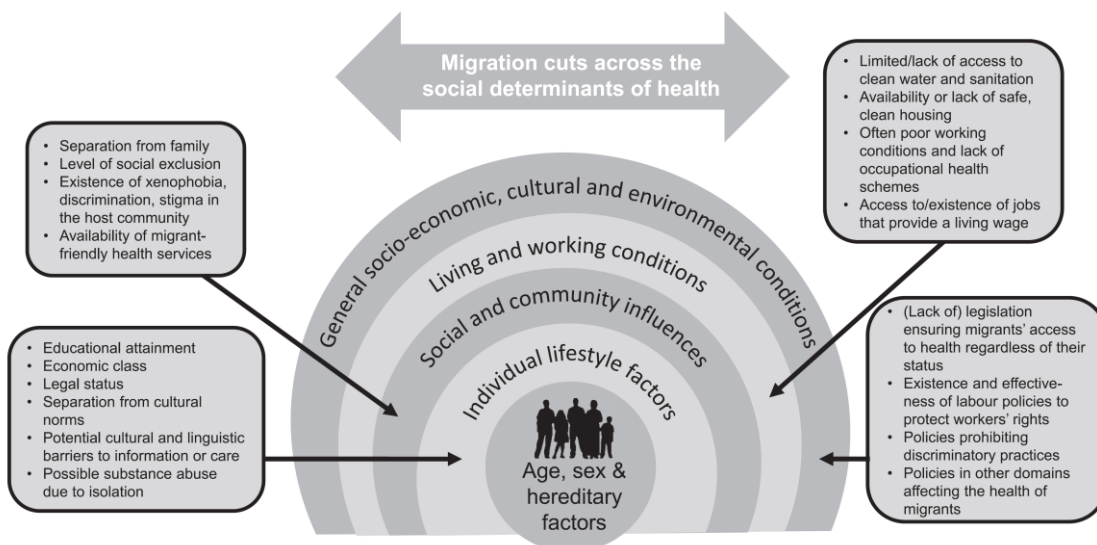 Migration cuts across the
social determinants of health
• Separation from family
• Level of social exclusion
• Existence of xenophobia,
discrimination, stigma in
the host community
• Availability of migrant-
friendly health services
• Educational attainment
• Economic class
• Legal status
• Separation from cultural
norms
• Potential cultural and linguistic
barriers to information or care
• Possible substance abuse
due to isolation
General socio-economic, cultural and environmental conditions
Living and working conditions
Social and community influences
Individual lifestyle factors
Age, sex &
hereditary
factors
• Limited/lack of access to
clean water and sanitation
• Availability or lack of safe,
clean housing
• Often poor working
conditions and lack of
occupational health
schemes
• Access to/existence of jobs
that provide a living wage
• (Lack of) legislation
ensuring migrants' access
to health regardless of their
status
• Existence and effective-
ness of labour policies to
protect workers' rights
• Policies prohibiting
discriminatory practices
• Policies in other domains
affecting the health of
migrants